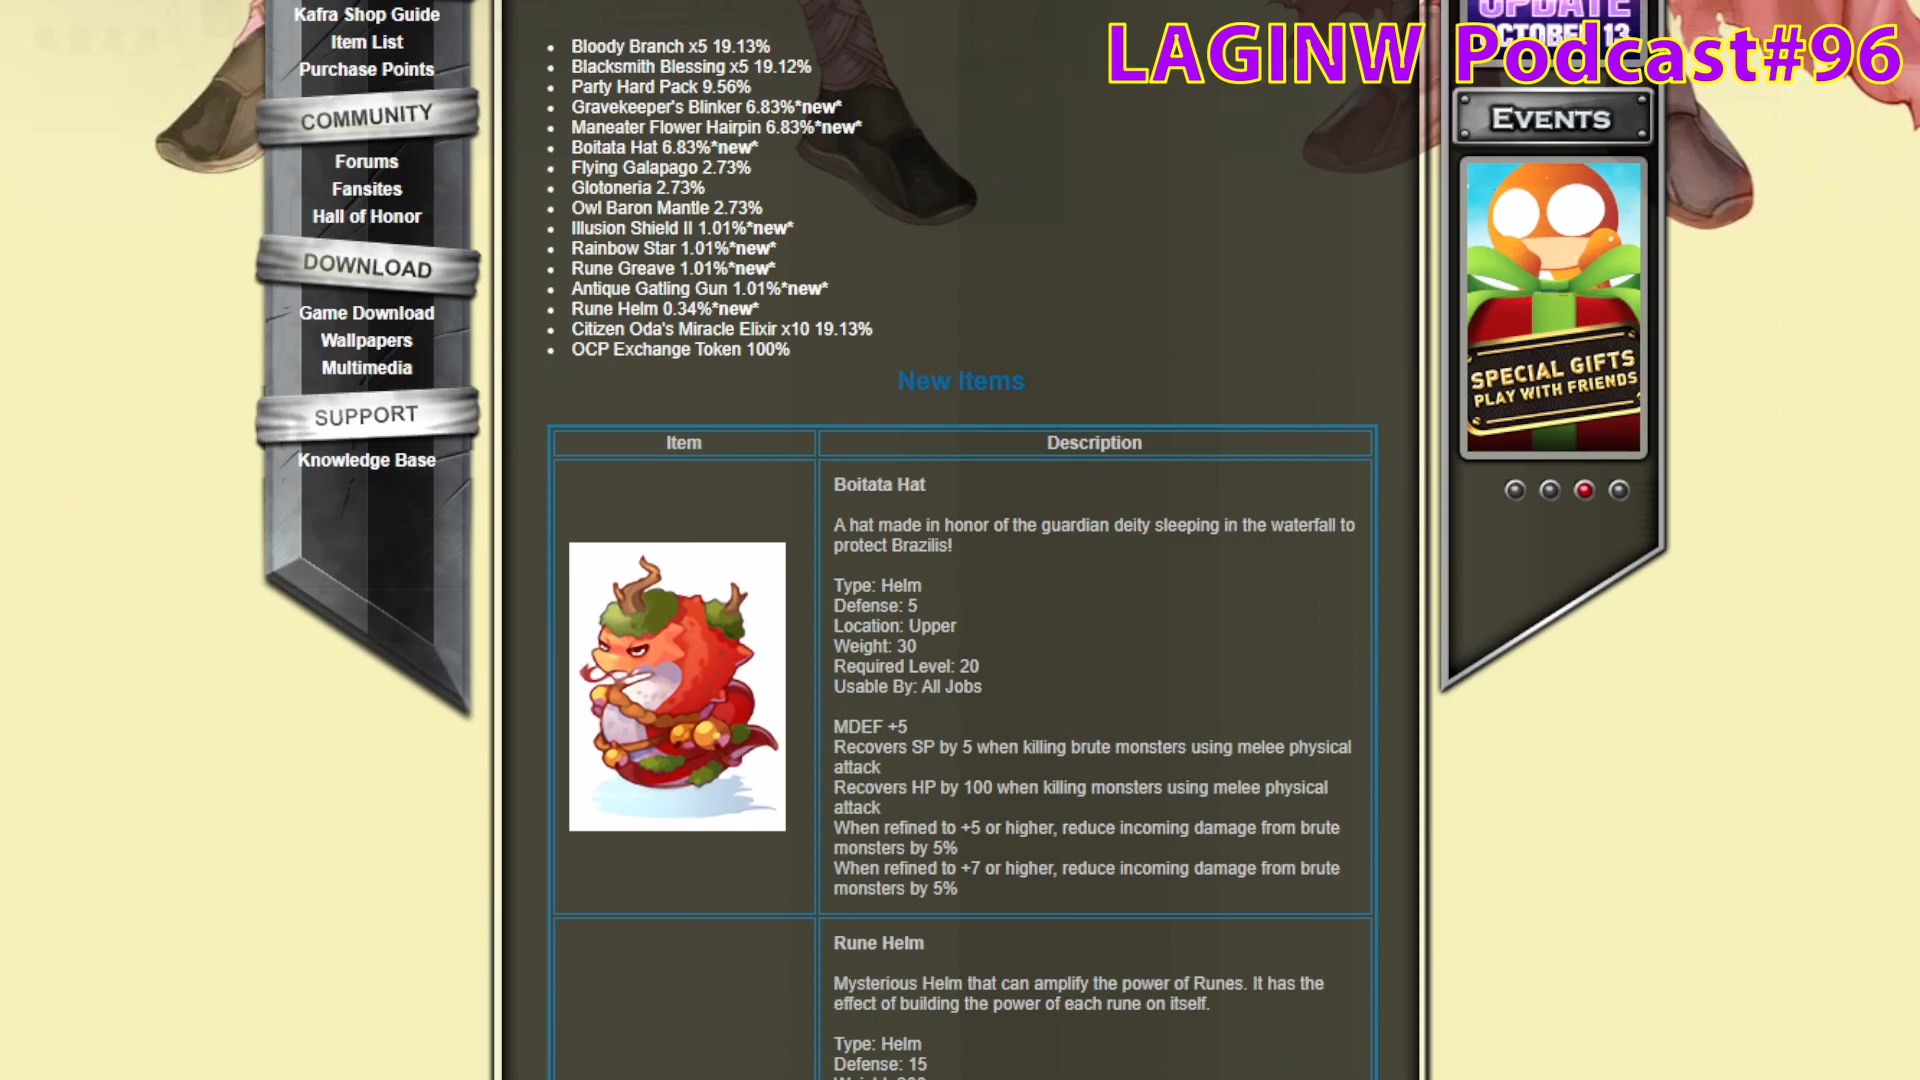 Kafra Shop Guide
Item List
Purchase Points
COMMUNITY
Forums
Fansites
Hall of Honor
DOWNLOAD
Game Download
Wallpapers
Multimedia
SUPPORT
Knowledge Base
Bloody Branch x5 19.13%
Blacksmith Blessing x5 19.12%
Party Hard Pack 9.56%
Gravekeeper's Blinker 6.83%*new*
Maneater Flower Hairpin 6.83%*new*
Boitata Hat 6.83%*new*
Flying Galapago 2.73%
Glotoneria 2.73%
Owl Baron Mantle 2.73%
Illusion Shield II 1.01%*new*
Rainbow Star 1.01%*new*
Rune Greave 1.01%*new*
Antique Gatling Gun 1.01%*new*
Rune Helm 0.34%*new*
Citizen Oda's Miracle Elixir x10 19.13%
OCP Exchange Token 100%
New Items
Item Description
Boitata Hat
A hat made in honor of the guardian deity sleeping in the waterfall to
protect Brazilis!
Type: Helm
Defense: 5
Location: Upper
Weight: 30
Required Level: 20
Usable By: All Jobs
MDEF +5
Recovers SP by 5 when killing brute monsters using melee physical
attack
Recovers HP by 100 when killing monsters using melee physical
attack
When refined to +5 or higher, reduce incoming damage from brute
monsters by 5%
When refined to +7 or higher, reduce incoming damage from brute
monsters by 5%
Rune Helm
Mysterious Helm that can amplify the power of Runes. It has the
effect of building the power of each rune on itself.
Type: Helm
Defense: 15
LAGINW Podcast#96
UPDATE
EVENTS
SPECIAL GIFTS
PLAY WITH FRIENDS